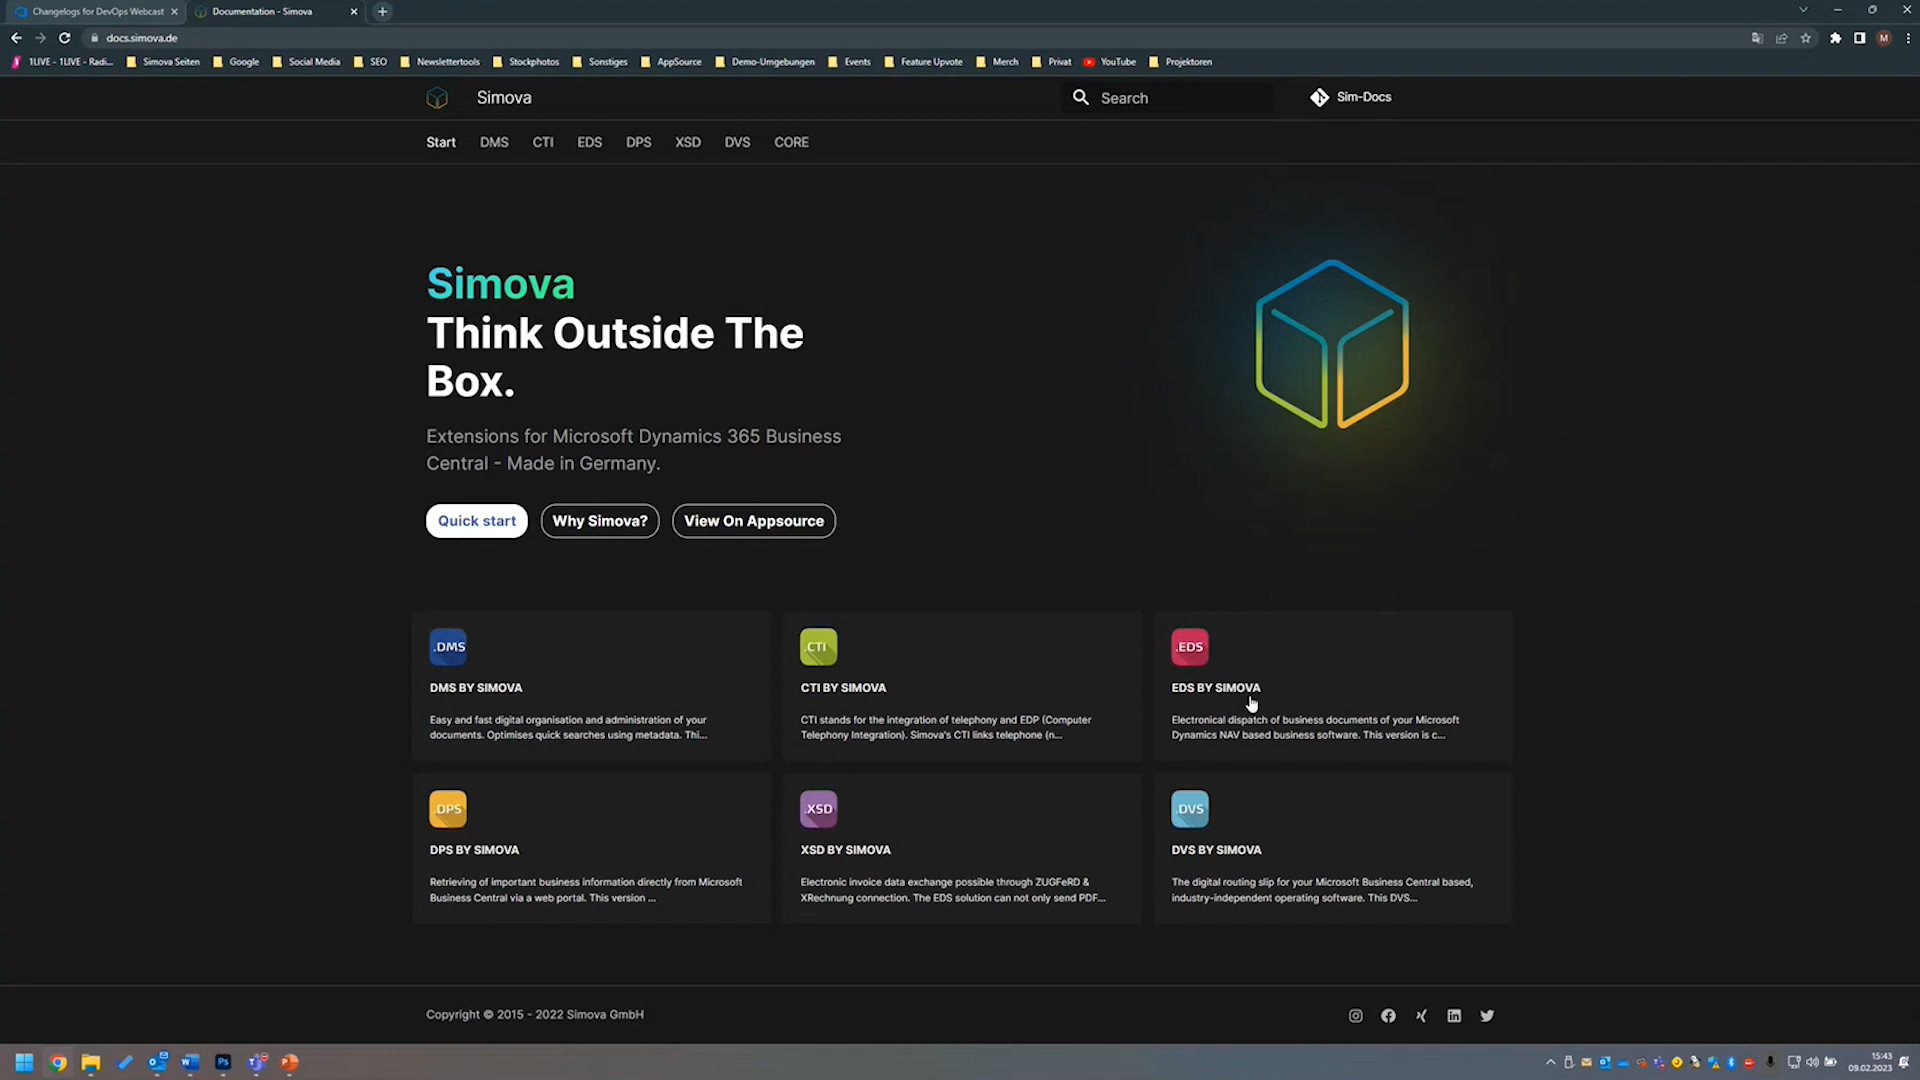 Changelogs for DevOps Webcast
Documentation - Simova
docs.simova.de
M
1LIVE - 1LIVE - Radi...
Simova Seiten
Google
Social Media
SEO
Newslettertools
Stockphotos
Sonstiges
AppSource
Demo-Umgebungen
Events
Feature Upvote
Merch
Privat
YouTube
Projektoren
Simova
Search
Sim-Docs
Start
DMS
CTI
EDS
DPS
XSD
DVS
CORE
Simova
Think Outside The
Box.
Extensions for Microsoft Dynamics 365 Business
Central - Made in Germany.
Quick start
Why Simova?
View On Appsource
.DMS
DMS BY SIMOVA
Easy and fast digital organisation and administration of your
documents. Optimises quick searches using metadata. Thi...
.CTI
CTI BY SIMOVA
CTI stands for the integration of telephony and EDP (Computer
Telephony Integration). Simova's CTI links telephone (n...
.EDS
EDS BY SIMOVA
Electronical dispatch of business documents of your Microsoft
Dynamics NAV based business software. This version is c...
.DPS
DPS BY SIMOVA
Retrieving of important business information directly from Microsoft
Business Central via a web portal. This version ...
.XSD
XSD BY SIMOVA
Electronic invoice data exchange possible through ZUGFeRD &
XRechnung connection. The EDS solution can not only send PDF...
.DVS
DVS BY SIMOVA
The digital routing slip for your Microsoft Business Central based,
industry-independent operating software. This DVS...
Copyright © 2015 - 2022 Simova GmbH
Ps
15:43
09.02.2023